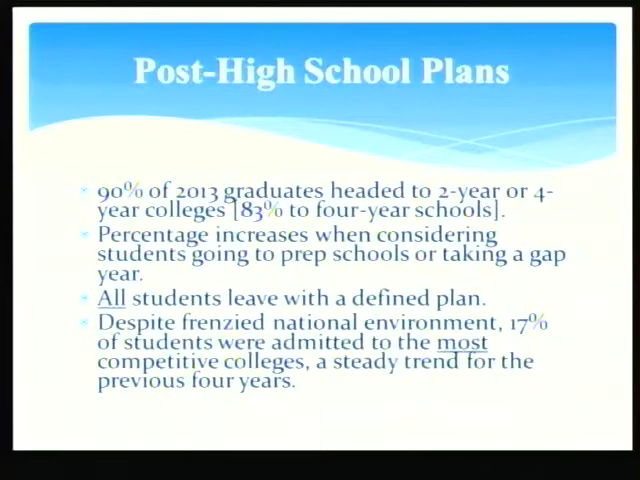 Post-High School Plans
90% of 2013 graduates headed to 2-year or 4-
year colleges [83% to four-year schools].
Percentage increases when considering
students going to prep schools or taking a gap
year.
All students leave with a defined plan.
Despite frenzied national environment, 17%
of students were admitted to the most
competitive colleges, a steady trend for the
previous four years.